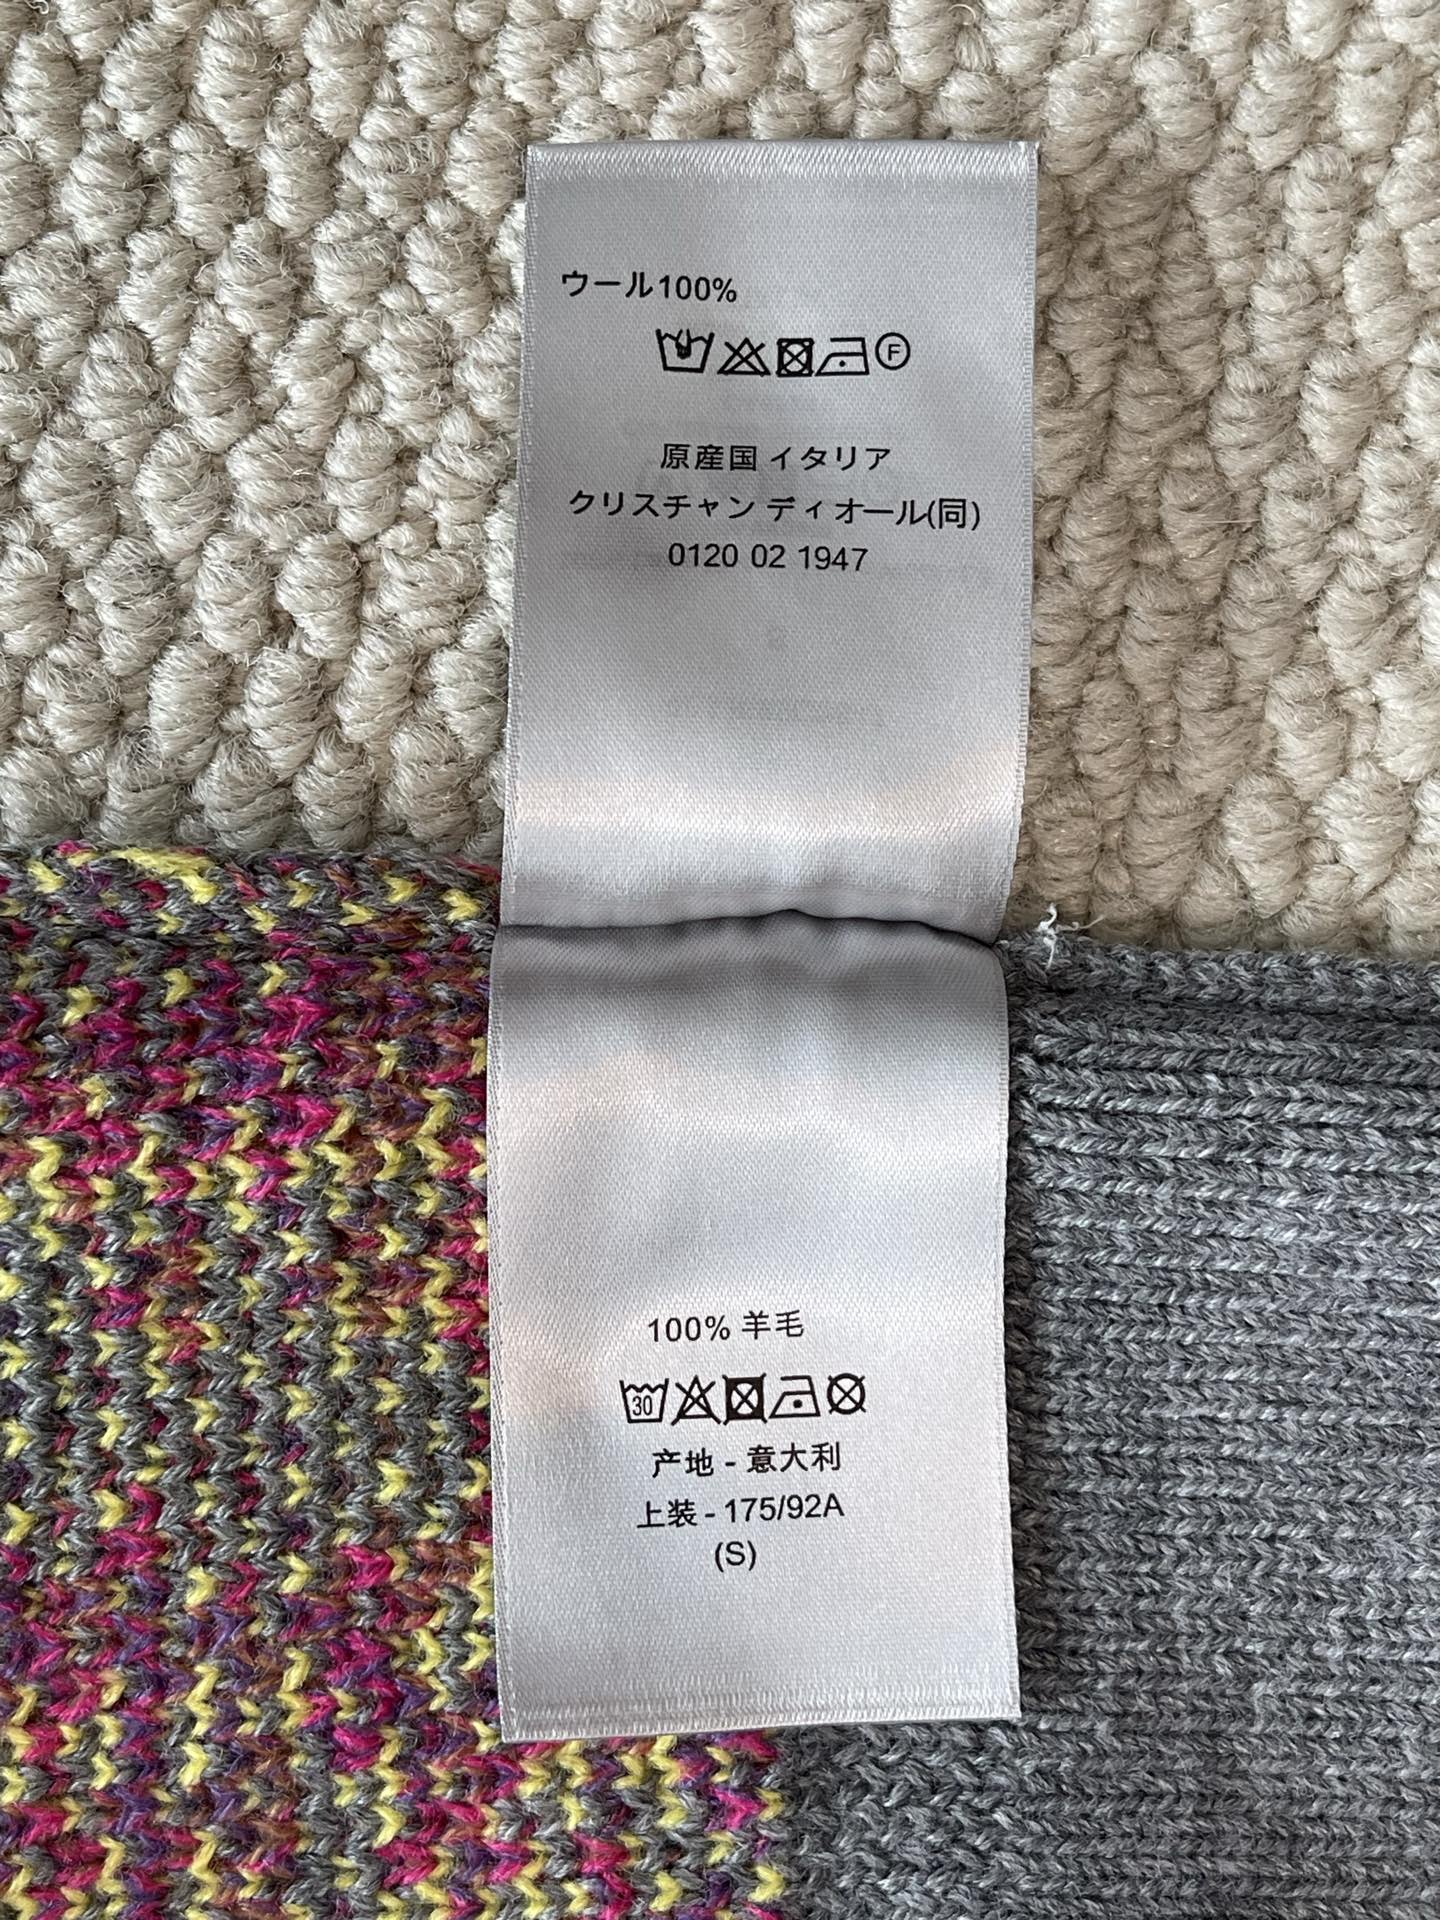 ウール100%
F
原産国 イタリア
クリスチャン ディオール(同)
0120 02 1947
100% 羊毛
30
产地 - 意大利
上装 - 175/92A
(S)